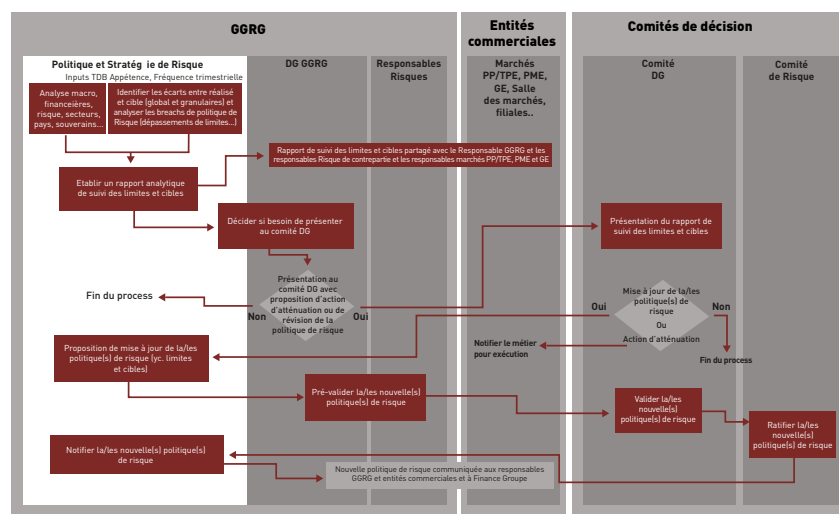 GGRG
Entités
commerciales
Comités de décision
Politique et Stratég ie de Risque
Inputs TDB Appétence, Fréquence trimestrielle
DG GGRG
Responsables
Risques
Marchés
PP/TPE, PME,
GE, Salle
des marchés,
filiales..
Comité
DG
Comité
de Risque
Analyse macro,
financeières,
risque, secteurs,
pays, souverains...
Identifier les écarts entre réalisé
et cible (global et granulaires) et
analyser les breachs de politique de
Risque (dépassements de limites...)
Rapport de suivi des limites et cibles partagé avec le Responsable GGRG et les
responsables Risque de contrepartie et les responsables marchés PP/TPE, PME et GE
Etablir un rapport analytique
de suivi des limites et cibles
Décider si besoin de présenter
au comité DG
Présentation du rapport de
suivi des limites et cibles
Présentation au
comité DG avec
proposition d'action
d'atténuation ou de
révision de la
politique de risque
Fin du process
Non
Oui
Mise à jour de la/les
politique(s) de
risque
Ou
Action d'atténuation
Oui
Non
Notifier le métier
pour exécution
Fin du process
Proposition de mise à jour de la/les
politique(s) de risque (yc. limites
et cibles)
Pré-valider la/les nouvelle(s)
politique(s) de risque
Valider la/les
nouvelle(s)
politique(s) de risque
Ratifier la/les
nouvelle(s)
politique(s) de risque
Notifier la/les nouvelle(s) politique(s)
de risque
Nouvelle politique de risque communiquée aux responsables
GGRG et entités commerciales et à Finance Groupe